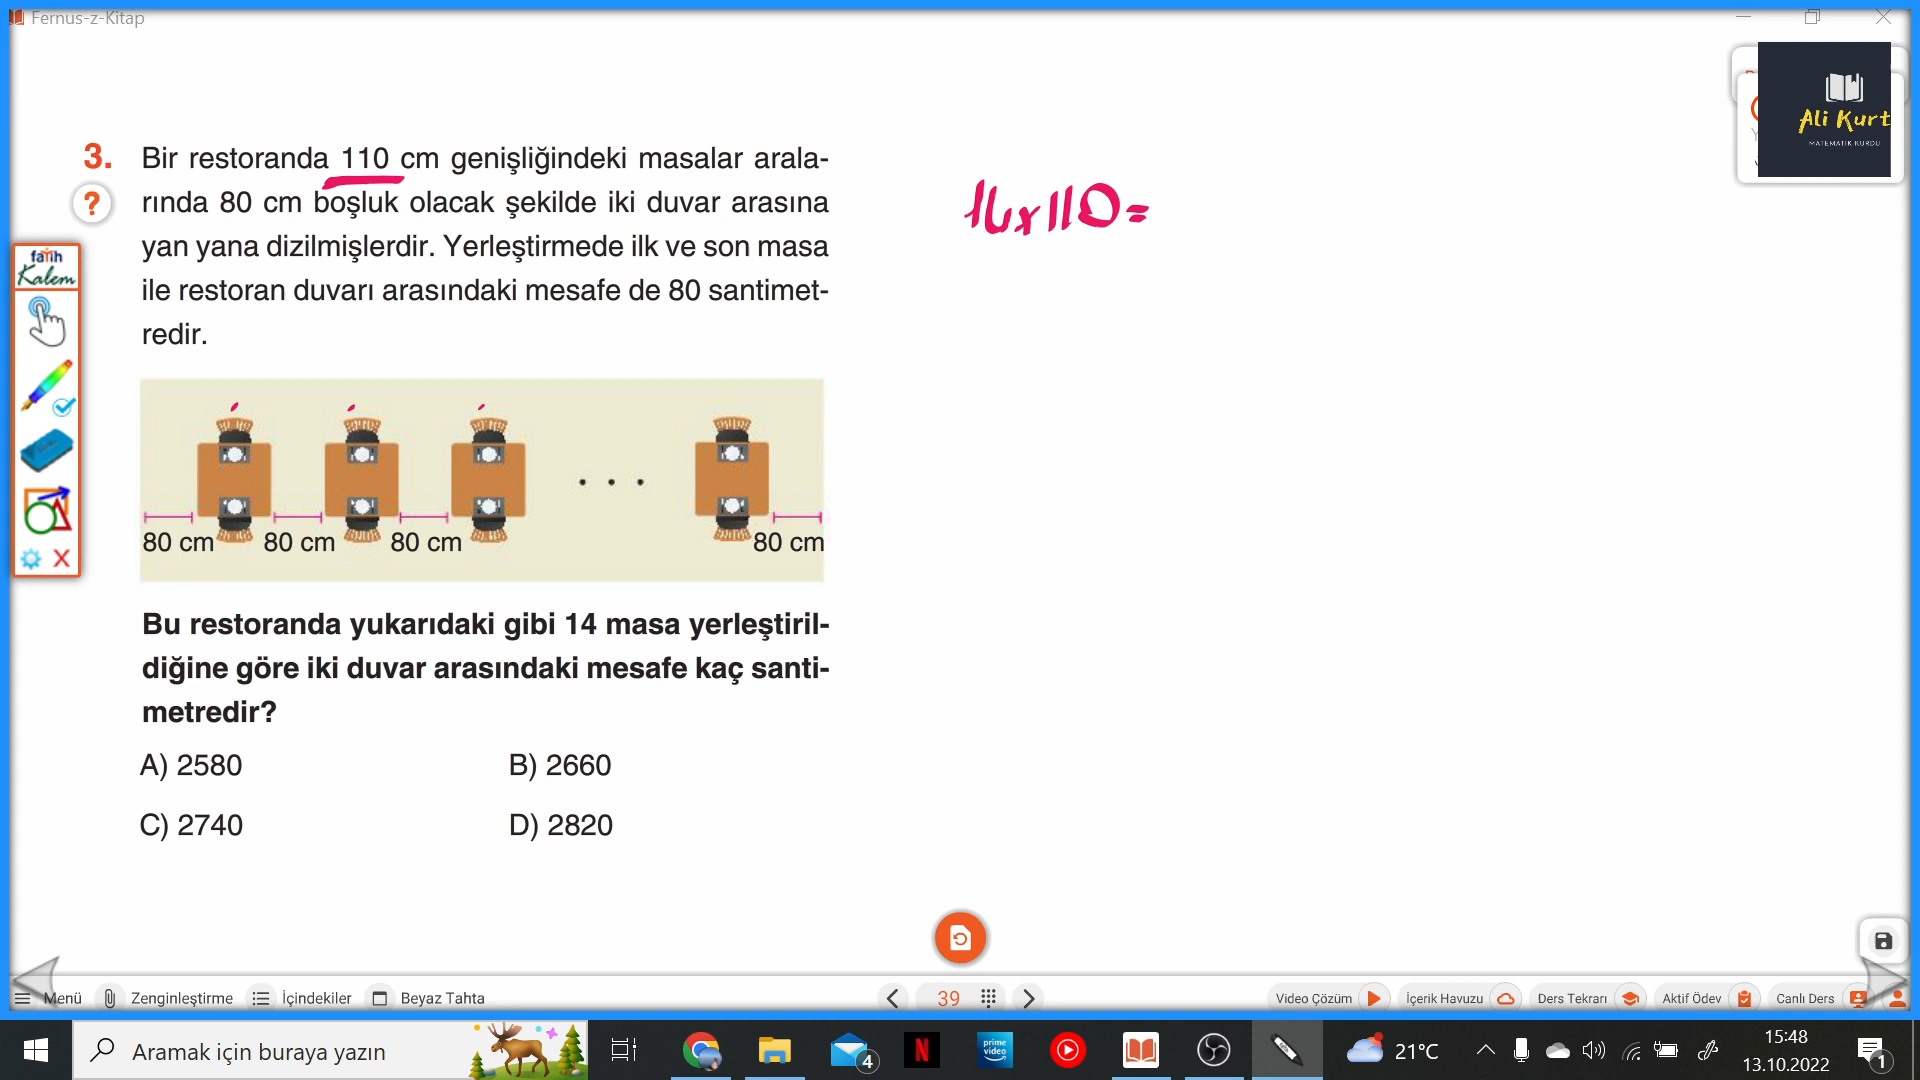 Fernus-z-Kitap
Ali Kurt
MATEMATİK KURDU
3. Bir restoranda 110 cm genişliğindeki masalar arala-
? rında 80 cm boşluk olacak şekilde iki duvar arasına
yan yana dizilmişlerdir. Yerleştirmede ilk ve son masa
ile restoran duvarı arasındaki mesafe de 80 santimet-
redir.
14x110=
fatih
Kalem
80 cm 80 cm 80 cm 80 cm
Bu restoranda yukarıdaki gibi 14 masa yerleştiril-
diğine göre iki duvar arasındaki mesafe kaç santi-
metredir?
A) 2580 B) 2660
C) 2740 D) 2820
Menü Zenginleştirme İçindekiler Beyaz Tahta 39 Video Çözüm İçerik Havuzu Ders Tekrarı Aktif Ödev Canlı Ders
Aramak için buraya yazın 4 N prime video 21°C 15:48
13.10.2022 1